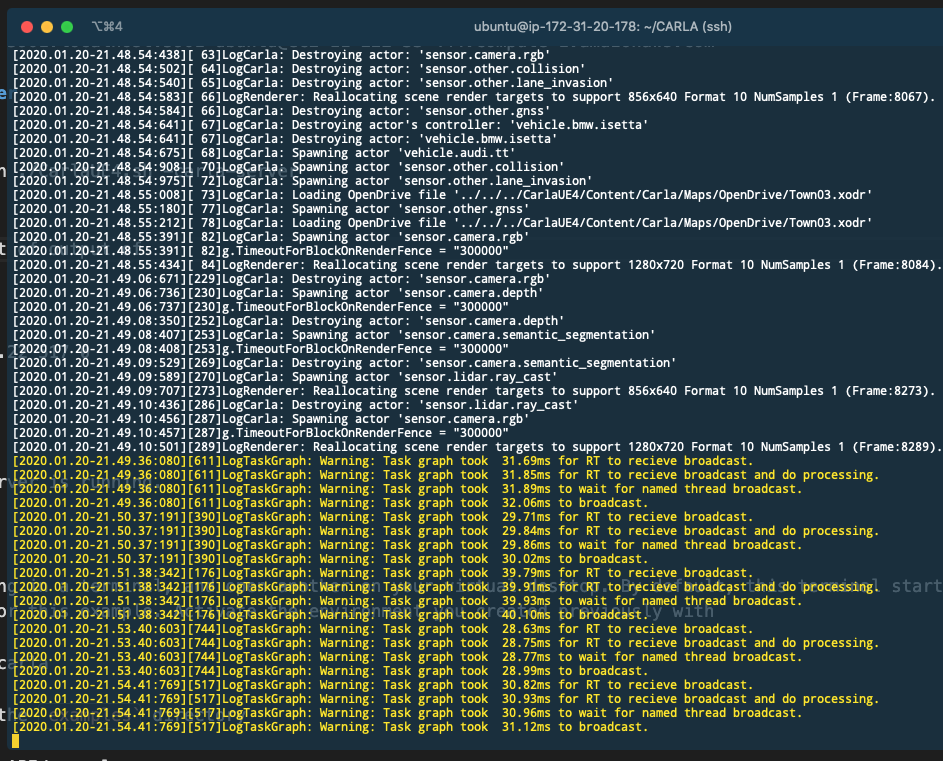 ⌥⌘4
ubuntu@ip-172-31-20-178: ~/CARLA (ssh)
[2020.01.20-21.48.54:438][ 63]LogCarla: Destroying actor: 'sensor.camera.rgb'
[2020.01.20-21.48.54:502][ 64]LogCarla: Destroying actor: 'sensor.other.collision'
[2020.01.20-21.48.54:540][ 65]LogCarla: Destroying actor: 'sensor.other.lane_invasion'
[2020.01.20-21.48.54:583][ 66]LogRenderer: Reallocating scene render targets to support 856x640 Format 10 NumSamples 1 (Frame:8067).
[2020.01.20-21.48.54:584][ 66]LogCarla: Destroying actor: 'sensor.other.gnss'
[2020.01.20-21.48.54:641][ 67]LogCarla: Destroying actor's controller: 'vehicle.bmw.isetta'
[2020.01.20-21.48.54:641][ 67]LogCarla: Destroying actor: 'vehicle.bmw.isetta'
[2020.01.20-21.48.54:675][ 68]LogCarla: Spawning actor 'vehicle.audi.tt'
[2020.01.20-21.48.54:908][ 70]LogCarla: Spawning actor 'sensor.other.collision'
[2020.01.20-21.48.54:975][ 72]LogCarla: Spawning actor 'sensor.other.lane_invasion'
[2020.01.20-21.48.55:008][ 73]LogCarla: Loading OpenDrive file '../../../CarlaUE4/Content/Carla/Maps/OpenDrive/Town03.xodr'
[2020.01.20-21.48.55:180][ 77]LogCarla: Spawning actor 'sensor.other.gnss'
[2020.01.20-21.48.55:212][ 78]LogCarla: Loading OpenDrive file '../../../CarlaUE4/Content/Carla/Maps/OpenDrive/Town03.xodr'
[2020.01.20-21.48.55:391][ 82]LogCarla: Spawning actor 'sensor.camera.rgb'
[2020.01.20-21.48.55:391][ 82]g.TimeoutForBlockOnRenderFence = "300000"
[2020.01.20-21.48.55:434][ 84]LogRenderer: Reallocating scene render targets to support 1280x720 Format 10 NumSamples 1 (Frame:8084).
[2020.01.20-21.49.06:671][229]LogCarla: Destroying actor: 'sensor.camera.rgb'
[2020.01.20-21.49.06:736][230]LogCarla: Spawning actor 'sensor.camera.depth'
[2020.01.20-21.49.06:737][230]g.TimeoutForBlockOnRenderFence = "300000"
[2020.01.20-21.49.08:350][252]LogCarla: Destroying actor: 'sensor.camera.depth'
[2020.01.20-21.49.08:407][253]LogCarla: Spawning actor 'sensor.camera.semantic_segmentation'
[2020.01.20-21.49.08:408][253]g.TimeoutForBlockOnRenderFence = "300000"
[2020.01.20-21.49.09:529][269]LogCarla: Destroying actor: 'sensor.camera.semantic_segmentation'
[2020.01.20-21.49.09:589][270]LogCarla: Spawning actor 'sensor.lidar.ray_cast'
[2020.01.20-21.49.09:707][273]LogRenderer: Reallocating scene render targets to support 856x640 Format 10 NumSamples 1 (Frame:8273).
[2020.01.20-21.49.10:436][286]LogCarla: Destroying actor: 'sensor.lidar.ray_cast'
[2020.01.20-21.49.10:456][287]LogCarla: Spawning actor 'sensor.camera.rgb'
[2020.01.20-21.49.10:457][287]g.TimeoutForBlockOnRenderFence = "300000"
[2020.01.20-21.49.10:501][289]LogRenderer: Reallocating scene render targets to support 1280x720 Format 10 NumSamples 1 (Frame:8289).
[2020.01.20-21.49.36:080][611]LogTaskGraph: Warning: Task graph took  31.69ms for RT to recieve broadcast.
[2020.01.20-21.49.36:080][611]LogTaskGraph: Warning: Task graph took  31.85ms for RT to recieve broadcast and do processing.
[2020.01.20-21.49.36:080][611]LogTaskGraph: Warning: Task graph took  31.89ms to wait for named thread broadcast.
[2020.01.20-21.49.36:080][611]LogTaskGraph: Warning: Task graph took  32.06ms to broadcast.
[2020.01.20-21.50.37:191][390]LogTaskGraph: Warning: Task graph took  29.71ms for RT to recieve broadcast.
[2020.01.20-21.50.37:191][390]LogTaskGraph: Warning: Task graph took  29.84ms for RT to recieve broadcast and do processing.
[2020.01.20-21.50.37:191][390]LogTaskGraph: Warning: Task graph took  29.86ms to wait for named thread broadcast.
[2020.01.20-21.50.37:191][390]LogTaskGraph: Warning: Task graph took  30.02ms to broadcast.
[2020.01.20-21.51.38:342][176]LogTaskGraph: Warning: Task graph took  39.79ms for RT to recieve broadcast.
[2020.01.20-21.51.38:342][176]LogTaskGraph: Warning: Task graph took  39.91ms for RT to recieve broadcast and do processing.
[2020.01.20-21.51.38:342][176]LogTaskGraph: Warning: Task graph took  39.93ms to wait for named thread broadcast.
[2020.01.20-21.51.38:342][176]LogTaskGraph: Warning: Task graph took  40.10ms to broadcast.
[2020.01.20-21.53.40:603][744]LogTaskGraph: Warning: Task graph took  28.63ms for RT to recieve broadcast.
[2020.01.20-21.53.40:603][744]LogTaskGraph: Warning: Task graph took  28.75ms for RT to recieve broadcast and do processing.
[2020.01.20-21.53.40:603][744]LogTaskGraph: Warning: Task graph took  28.77ms to wait for named thread broadcast.
[2020.01.20-21.53.40:603][744]LogTaskGraph: Warning: Task graph took  28.99ms to broadcast.
[2020.01.20-21.54.41:769][517]LogTaskGraph: Warning: Task graph took  30.82ms for RT to recieve broadcast.
[2020.01.20-21.54.41:769][517]LogTaskGraph: Warning: Task graph took  30.93ms for RT to recieve broadcast and do processing.
[2020.01.20-21.54.41:769][517]LogTaskGraph: Warning: Task graph took  30.96ms to wait for named thread broadcast.
[2020.01.20-21.54.41:769][517]LogTaskGraph: Warning: Task graph took  31.12ms to broadcast.